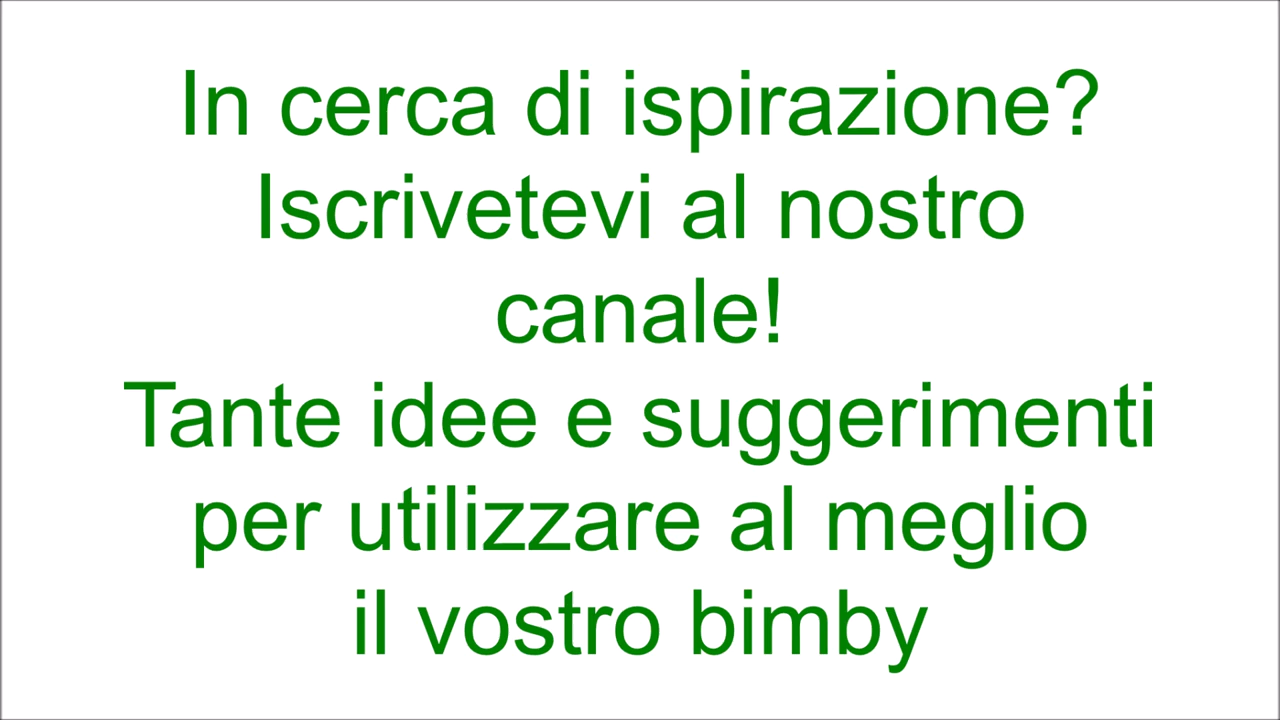 In cerca di ispirazione?
Iscrivetevi al nostro
canale!
Tante idee e suggerimenti
per utilizzare al meglio
il vostro bimby